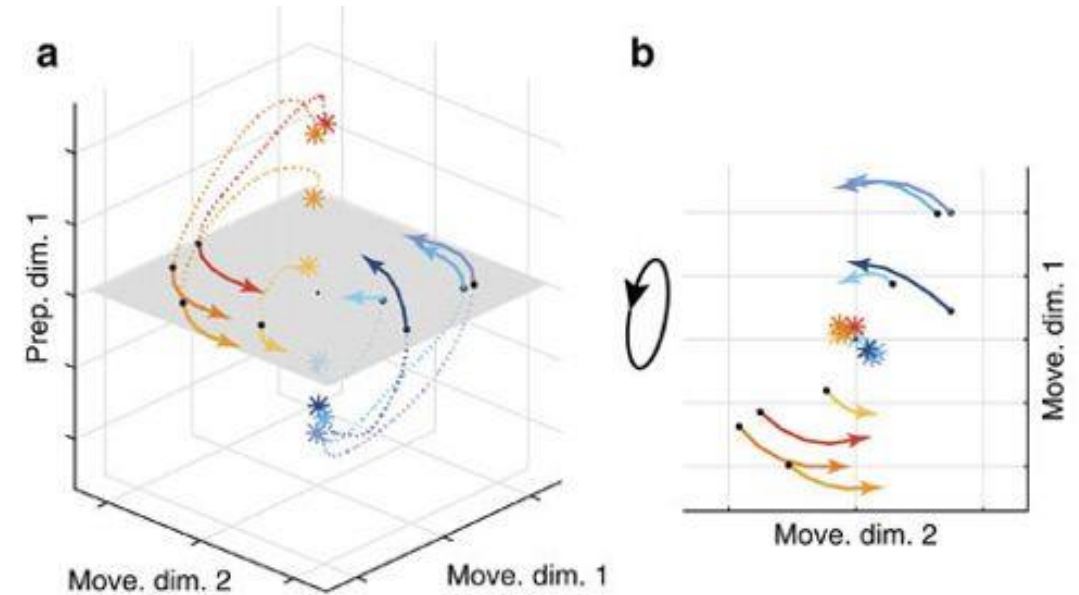 a
b
Prep. dim. 1
Move. dim. 2
Move. dim. 1
Move. dim. 1
Move. dim. 2